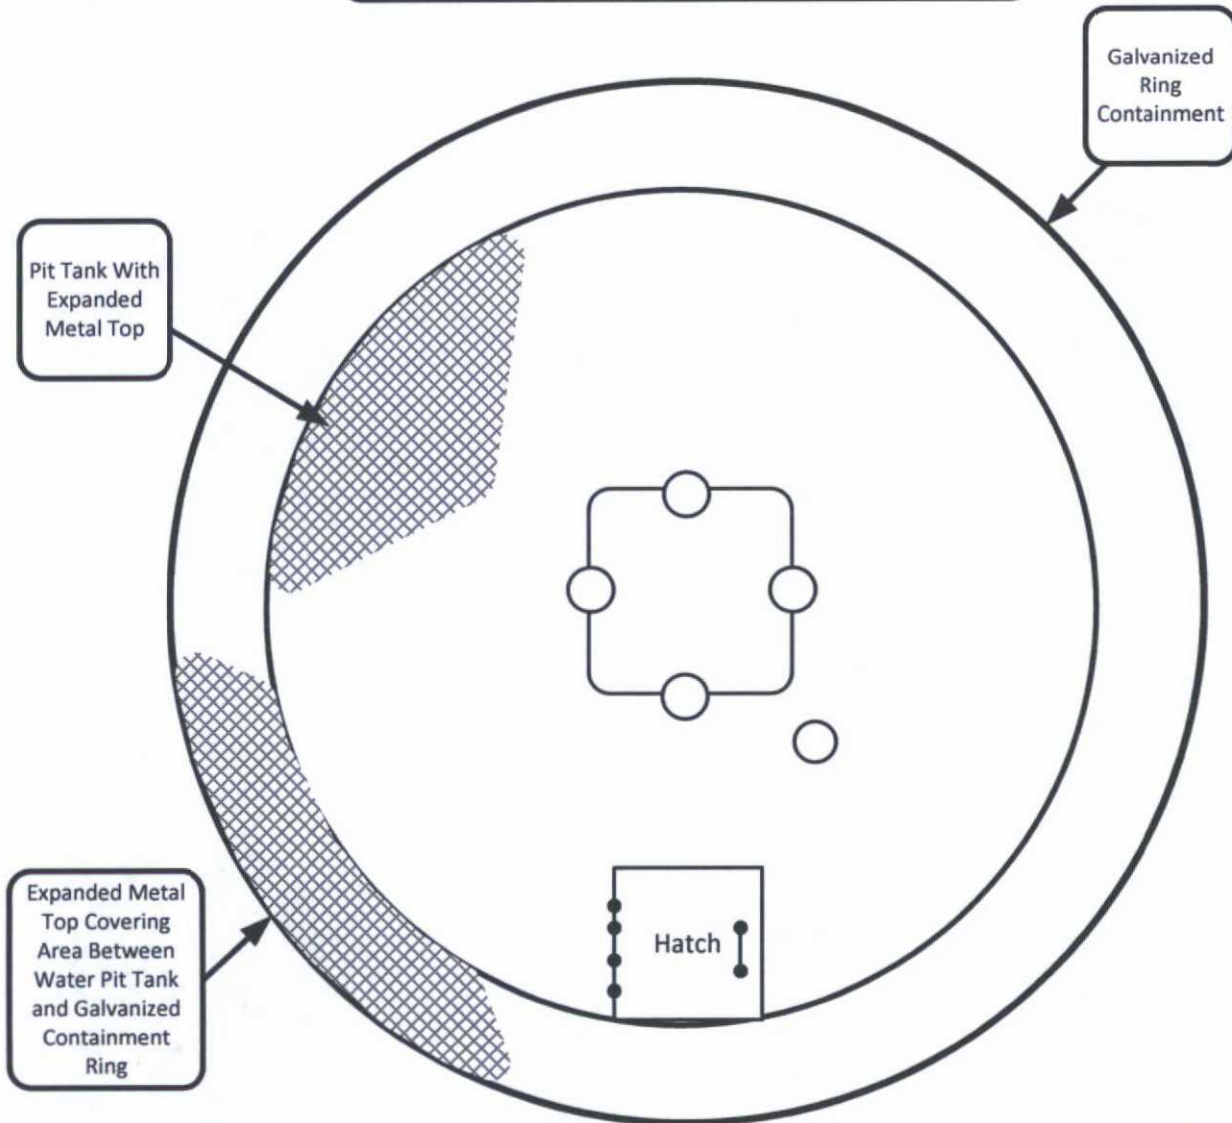 Galvanized
Ring
Containment
Pit Tank With
Expanded
Metal Top
Hatch
Expanded Metal
Top Covering
Area Between
Water Pit Tank
and Galvanized
Containment
Ring